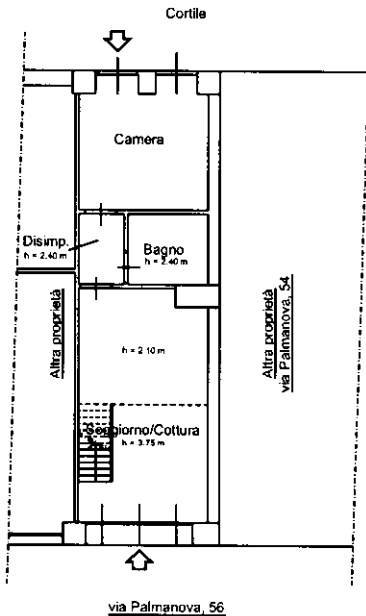 Cortile
Camera
Disimp.
h = 2.40 m
Bagno
h = 2.40 m
Altra proprietà
Altra proprietà
via Palmanova, 54
h = 2.10 m
Soggiorno/Cottura
h = 3.75 m
via Palmanova, 56